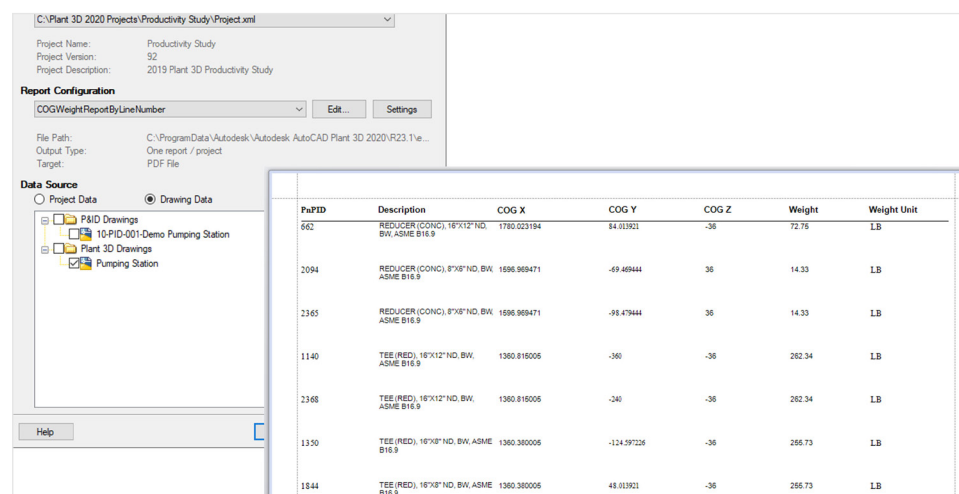 C:\Plant 3D 2020 Projects\Productivity Study\Project.xml
Project Name: Productivity Study
Project Version: 92
Project Description: 2019 Plant 3D Productivity Study
Report Configuration
COGWeightReportByLineNumber Edit... Settings
File Path: C:\ProgramData\Autodesk\Autodesk AutoCAD Plant 3D 2020\R23.1\e...
Output Type: One report / project
Target: PDF File
Data Source
Project Data Drawing Data
P&ID Drawings
10-PID-001-Demo Pumping Station
Plant 3D Drawings
Pumping Station
Help
PnPID Description COG X COG Y COG Z Weight Weight Unit
662 REDUCER (CONC), 16"X12" ND, 1780.023194 84.013921 -36 72.75 LB
BW, ASME B16.9
2094 REDUCER (CONC), 8"X6" ND, BW, 1596.969471 -69.469444 36 14.33 LB
ASME B16.9
2365 REDUCER (CONC), 8"X6" ND, BW, 1596.969471 -98.479444 36 14.33 LB
ASME B16.9
1140 TEE (RED), 16"X12" ND, BW, 1360.815005 -360 -36 262.34 LB
ASME B16.9
2368 TEE (RED), 16"X12" ND, BW, 1360.815005 -240 -36 262.34 LB
ASME B16.9
1350 TEE (RED), 16"X8" ND, BW, ASME 1360.380005 -124.597226 -36 255.73 LB
B16.9
1844 TEE (RED), 16"X8" ND, BW, ASME 1360.380005 48.013921 -36 255.73 LB
B16.9